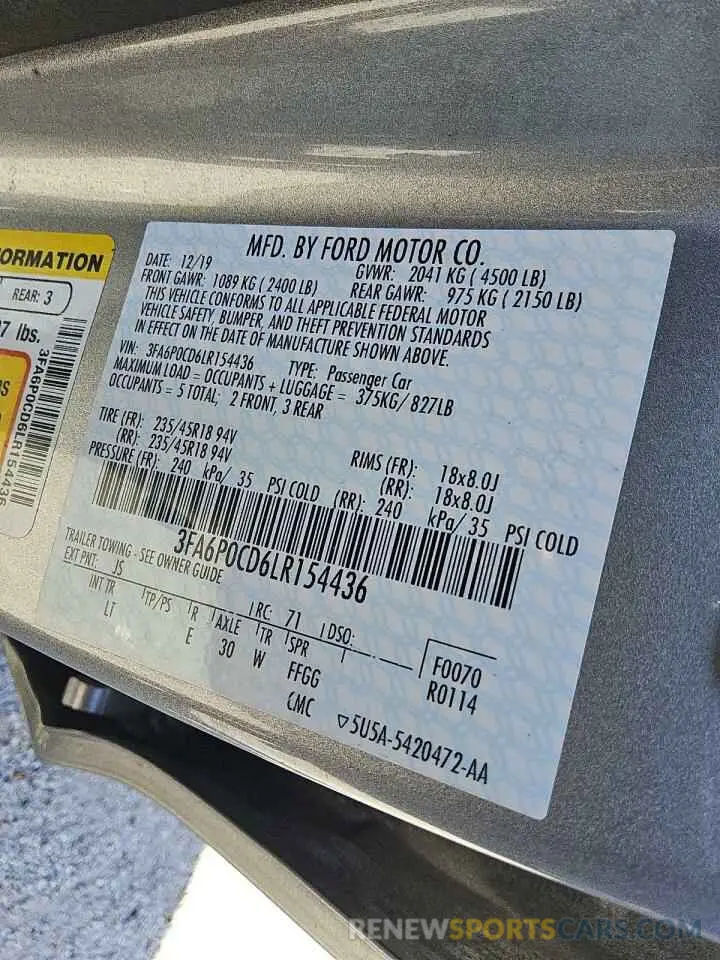 ORMATION
REAR: 3
7 lbs.
3FA6P0CD6LR154436
MFD. BY FORD MOTOR CO.
DATE: 12/19
GVWR: 2041 KG ( 4500 LB)
FRONT GAWR: 1089 KG ( 2400 LB)
REAR GAWR: 975 KG ( 2150 LB)
THIS VEHICLE CONFORMS TO ALL APPLICABLE FEDERAL MOTOR
VEHICLE SAFETY, BUMPER, AND THEFT PREVENTION STANDARDS
IN EFFECT ON THE DATE OF MANUFACTURE SHOWN ABOVE.
VIN: 3FA6P0CD6LR154436 TYPE: Passenger Car
MAXIMUM LOAD = OCCUPANTS + LUGGAGE = 375KG/ 827LB
OCCUPANTS = 5 TOTAL; 2 FRONT, 3 REAR
TIRE (FR): 235/45R18 94V RIMS (FR): 18x8.0J
(RR): 235/45R18 94V (RR): 18x8.0J
PRESSURE (FR): 240 kPa/ 35 PSI COLD (RR): 240 kPa/ 35 PSI COLD
3FA6P0CD6LR154436
TRAILER TOWING - SEE OWNER GUIDE
EXT PNT: JS RC: 71 DSO:
INT TR TP/PS R AXLE TR SPR
LT E 30 W FFGG
CMC
F0070
R0114
5U5A-5420472-AA
RENEWSPORTSCARS.COM